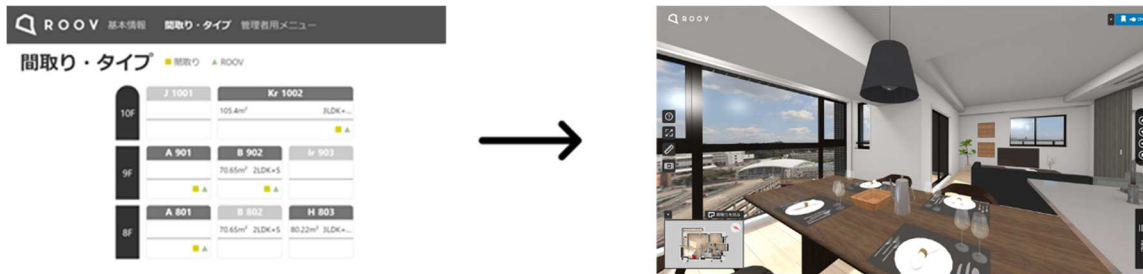 ROOV 基本情報 間取り・タイプ 管理者用メニュー
間取り・タイプ 間取り ROOV
10F
J 1001 Kr 1002
105.4m² 3LDK+...
9F
A 901 B 902 Ir 903
70.65m² 2LDK+S
8F
A 801 B 802 H 803
70.65m² 2LDK+S 80.22m² 3LDK+...
ROOV